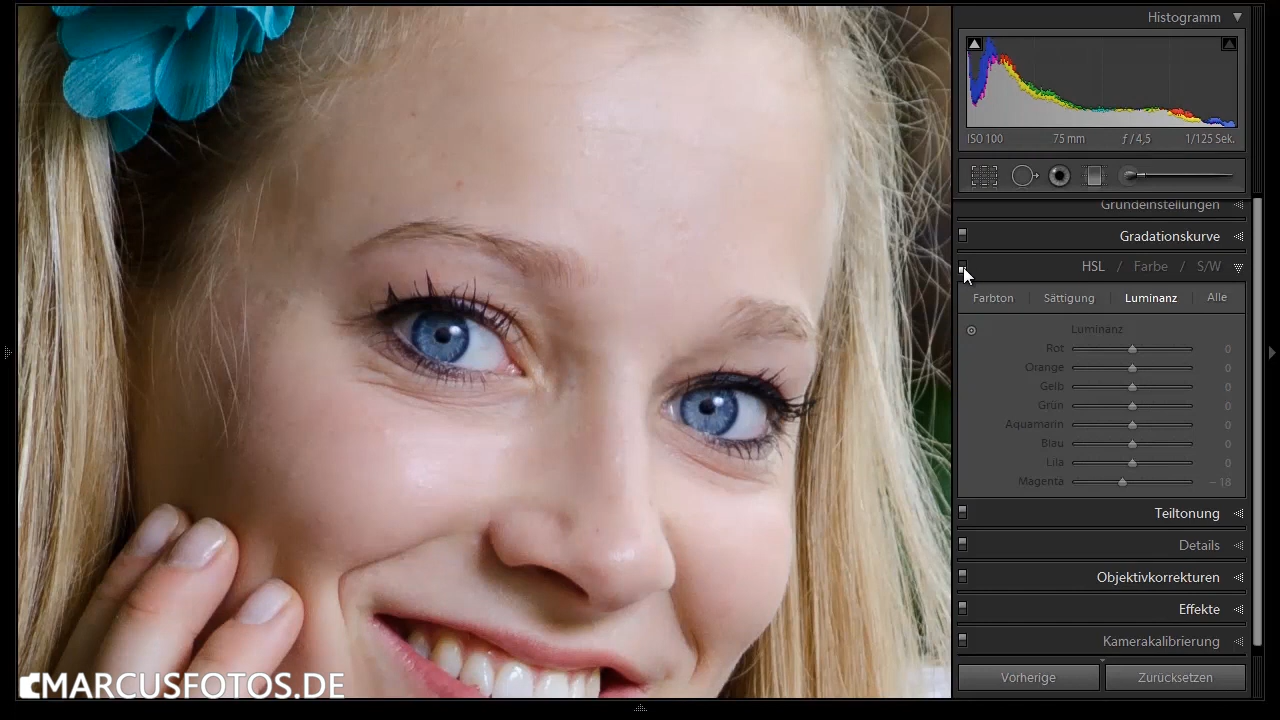 Histogramm
ISO 100 75 mm ƒ / 4,5 1/125 Sek.
Grundeinstellungen
Gradationskurve
HSL / Farbe / S/W
Farbton Sättigung Luminanz Alle
Luminanz
Rot 0
Orange 0
Gelb 0
Grün 0
Aquamarin 0
Blau 0
Lila 0
Magenta - 18
Teiltonung
Details
Objektivkorrekturen
Effekte
Kamerakalibrierung
Vorherige Zurücksetzen
MARCUSFOTOS.DE